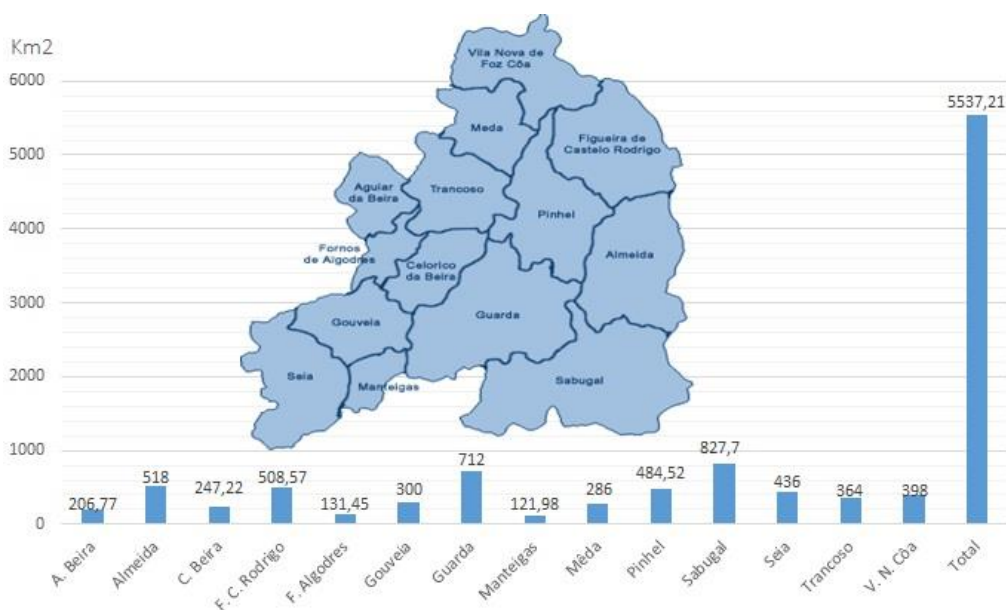 Km2
6000
5000
4000
3000
2000
1000
0
Vila Nova de
Foz Côa
Meda
Figueira de
Castelo Rodrigo
Aguiar
da Beira
Trancoso
Pinhel
Fornos
de Algodres
Celorico
da Beira
Almeida
Gouveia
Guarda
Seia
Manteigas
Sabugal
206,77
518
247,22
508,57
131,45
300
712
121,98
286
484,52
827,7
436
364
398
5537,21
A. Beira
Almeida
C. Beira
F. C. Rodrigo
F. Algodres
Gouveia
Guarda
Manteigas
Mêda
Pinhel
Sabugal
Seia
Trancoso
V. N. Côa
Total